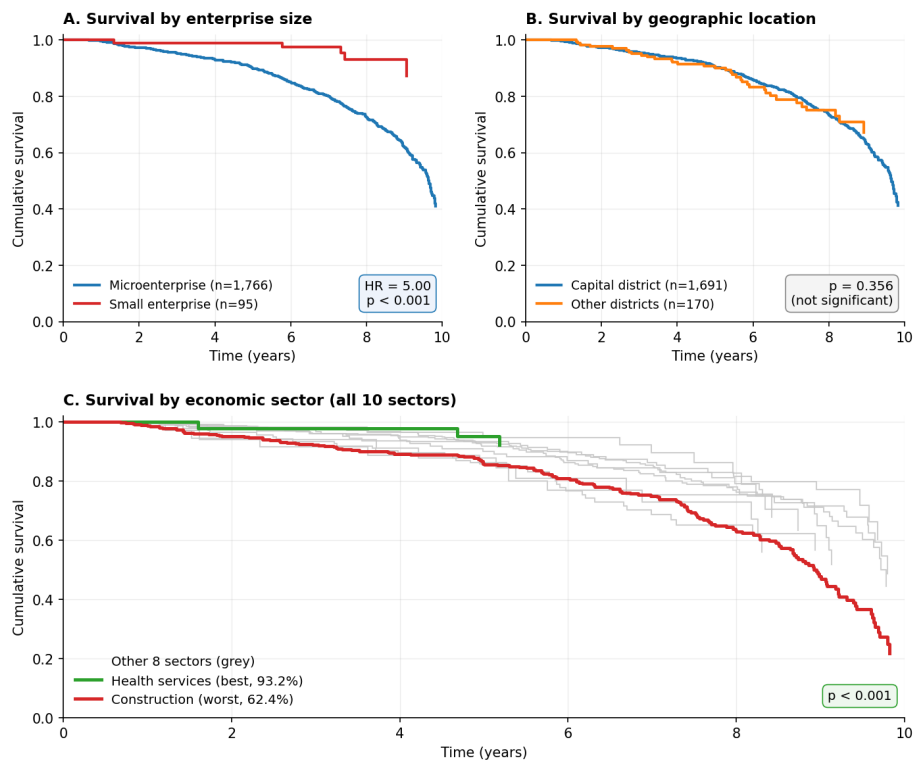 A. Survival by enterprise size
1.0
0.8
0.6
0.4
0.2
0.0
Cumulative survival
Microenterprise (n=1,766)
Small enterprise (n=95)
HR = 5.00
p < 0.001
0 2 4 6 8 10
Time (years)
B. Survival by geographic location
1.0
0.8
0.6
0.4
0.2
0.0
Cumulative survival
Capital district (n=1,691)
Other districts (n=170)
p = 0.356
(not significant)
0 2 4 6 8 10
Time (years)
C. Survival by economic sector (all 10 sectors)
1.0
0.8
0.6
0.4
0.2
0.0
Cumulative survival
Other 8 sectors (grey)
Health services (best, 93.2%)
Construction (worst, 62.4%)
p < 0.001
0 2 4 6 8 10
Time (years)